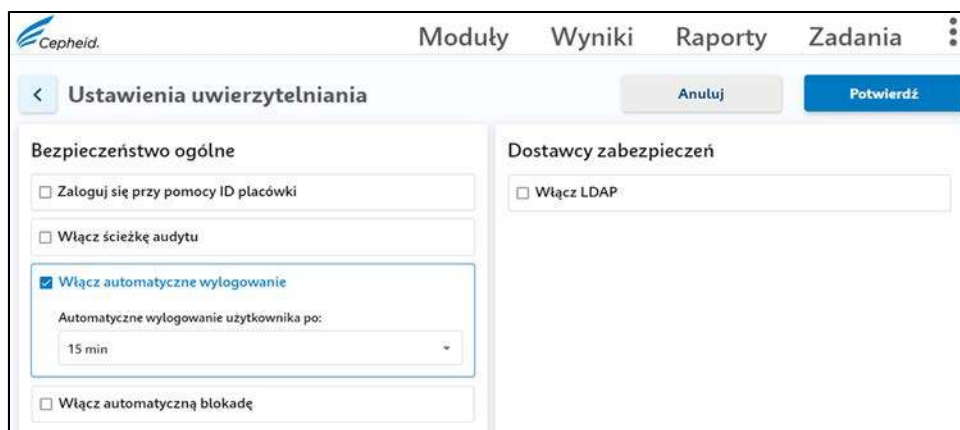 Cepheid.
Moduły Wyniki Raporty Zadania
Ustawienia uwierzytelniania
Anuluj
Potwierdź
Bezpieczeństwo ogólne
Zaloguj się przy pomocy ID placówki
Włącz ścieżkę audytu
Włącz automatyczne wylogowanie
Automatyczne wylogowanie użytkownika po:
15 min
Włącz automatyczną blokadę
Dostawcy zabezpieczeń
Włącz LDAP